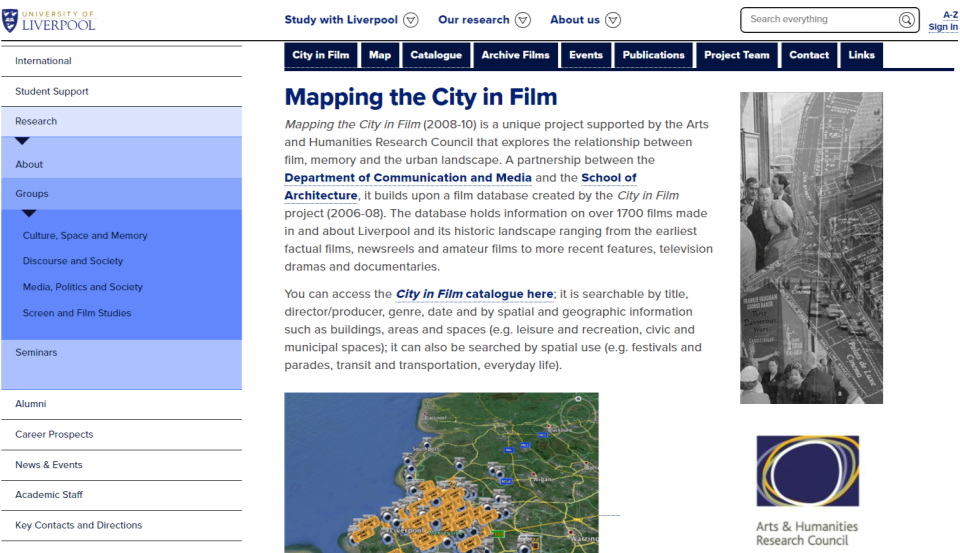 UNIVERSITY OF
LIVERPOOL
Study with Liverpool
Our research
About us
Search everything
A-Z
Sign in
International
Student Support
Research
About
Groups
Culture, Space and Memory
Discourse and Society
Media, Politics and Society
Screen and Film Studies
Seminars
Alumni
Career Prospects
News & Events
Academic Staff
Key Contacts and Directions
City in Film
Map
Catalogue
Archive Films
Events
Publications
Project Team
Contact
Links
Mapping the City in Film
Mapping the City in Film (2008-10) is a unique project supported by the Arts
and Humanities Research Council that explores the relationship between
film, memory and the urban landscape. A partnership between the
Department of Communication and Media and the School of
Architecture, it builds upon a film database created by the City in Film
project (2006-08). The database holds information on over 1700 films made
in and about Liverpool and its historic landscape ranging from the earliest
factual films, newsreels and amateur films to more recent features, television
dramas and documentaries.
You can access the City in Film catalogue here; it is searchable by title,
director/producer, genre, date and by spatial and geographic information
such as buildings, areas and spaces (e.g. leisure and recreation, civic and
municipal spaces); it can also be searched by spatial use (e.g. festivals and
parades, transit and transportation, everyday life).
Southport
Wigan
Liverpool
Warring
Arts & Humanities
Research Council